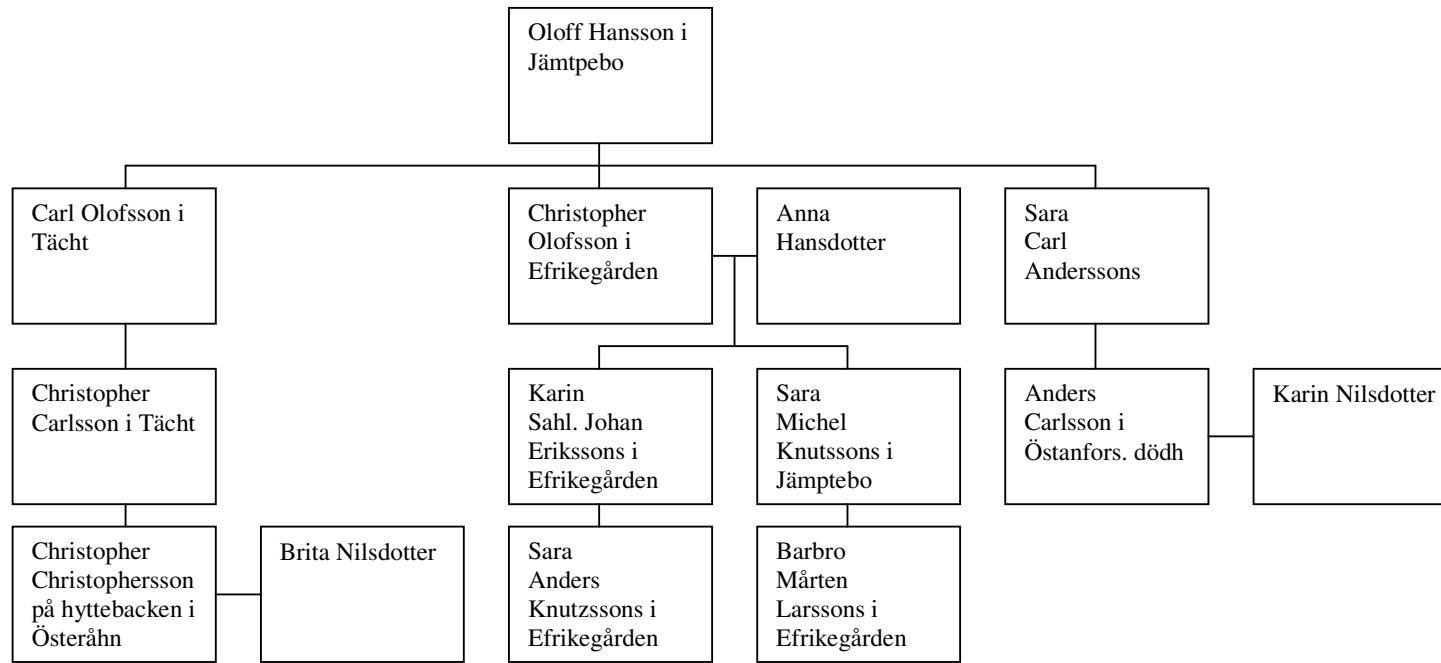 Oloff Hansson i
Jämtpebo
Carl Olofsson i
Tächt
Christopher
Olofsson i
Efrikegården
Anna
Hansdotter
Sara
Carl
Anderssons
Christopher
Carlsson i Tächt
Karin
Sahl. Johan
Erikssons i
Efrikegården
Sara
Michel
Knutssons i
Jämptebo
Anders
Carlsson i
Östanfors. dödh
Karin Nilsdotter
Christopher
Christophersson
på hyttebacken i
Österåhn
Brita Nilsdotter
Sara
Anders
Knutzssons i
Efrikegården
Barbro
Mårten
Larssons i
Efrikegården